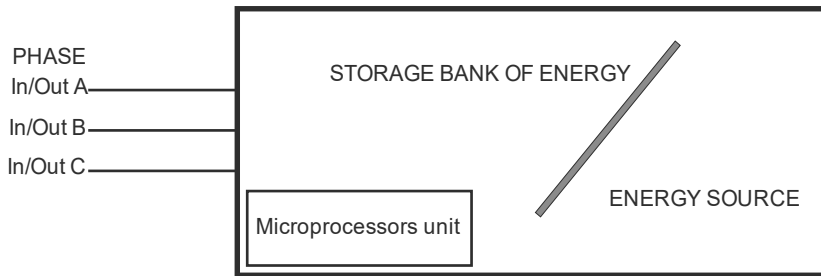 PHASE
In/Out A
In/Out B
In/Out C
STORAGE BANK OF ENERGY
ENERGY SOURCE
Microprocessors unit